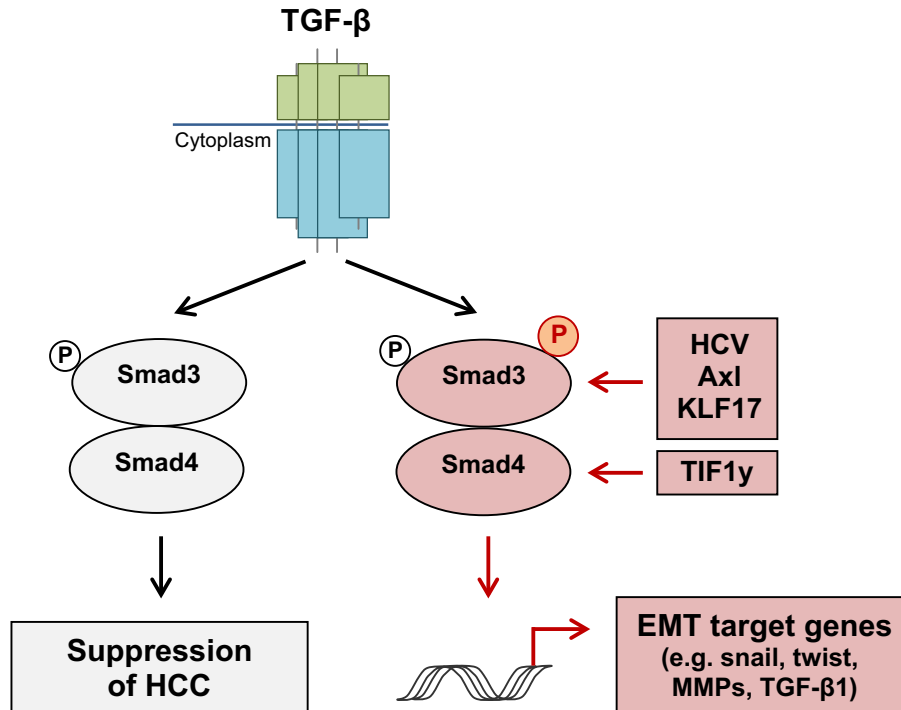 TGF-β
Cytoplasm
P
Smad3
Smad4
P
P
Smad3
Smad4
HCV
Axl
KLF17
TIF1y
Suppression
of HCC
EMT target genes
(e.g. snail, twist,
MMPs, TGF-β1)